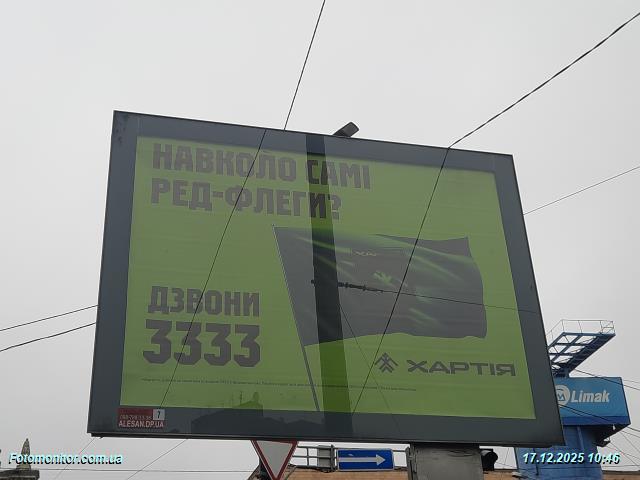 НАВКОЛО САМІ
РЕД-ФЛЕГИ?
ДЗВОНИ
3333
ХАРТІЯ
7
ALESAN.DP.UA
Limak
Fotomonitor.com.ua
17.12.2025 10:46